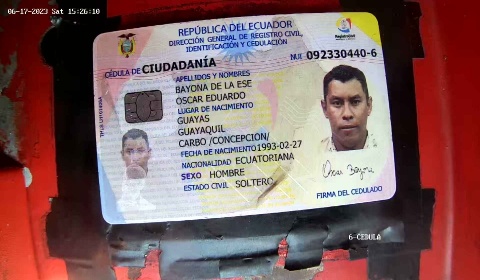 06-17-2023 Sat 15:26:10
REPÚBLICA DEL ECUADOR
DIRECCIÓN GENERAL DE REGISTRO CIVIL,
IDENTIFICACIÓN Y CEDULACIÓN
CÉDULA DE CIUDADANÍA
NUI 092330440-6
APELLIDOS Y NOMBRES
BAYONA DE LA ESE
OSCAR EDUARDO
LUGAR DE NACIMIENTO
GUAYAS
GUAYAQUIL
CARBO /CONCEPCION/
FECHA DE NACIMIENTO 1993-02-27
NACIONALIDAD ECUATORIANA
SEXO HOMBRE
ESTADO CIVIL SOLTERO
Oscar Bayona
FIRMA DEL CEDULADO
6-CEDULA